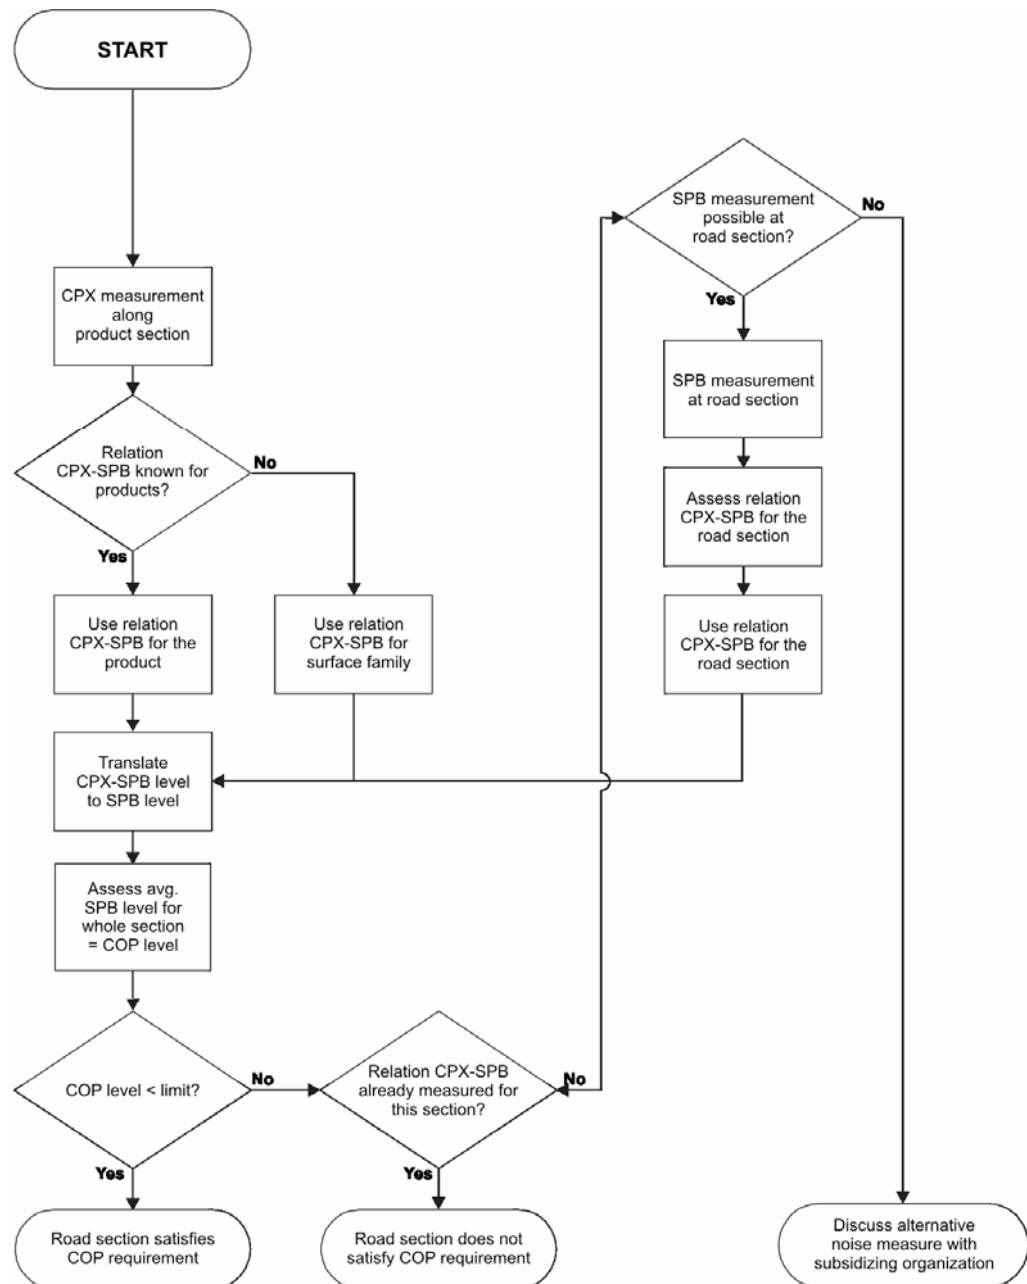 START
CPX measurement
along
product section
Relation
CPX-SPB known for
products?
No
Yes
Use relation
CPX-SPB for the
product
Use relation
CPX-SPB for
surface family
Translate
CPX-SPB level
to SPB level
Assess avg.
SPB level for
whole section
= COP level
COP level < limit?
No
Yes
Road section satisfies
COP requirement
Relation CPX-SPB
already measured for
this section?
No
Yes
Road section does not
satisfy COP requirement
SPB measurement
possible at
road section?
No
Yes
SPB measurement
at road section
Assess relation
CPX-SPB for the
road section
Use relation
CPX-SPB for the
road section
Discuss alternative
noise measure with
subsidizing organization